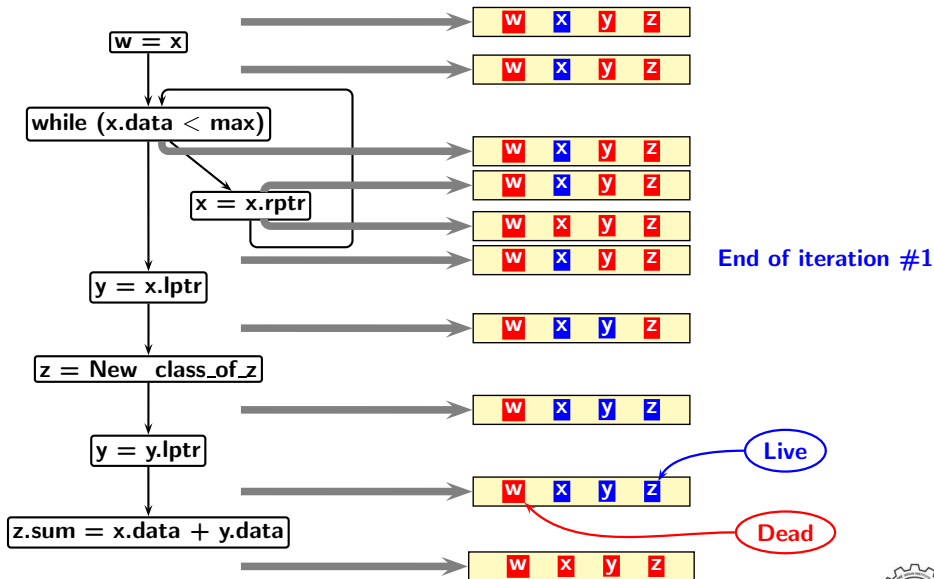 w x y z
w = x
w x y z
while (x.data < max)
w x y z
w x y z
x = x.rptr
w x y z
w x y z End of iteration #1
y = x.lptr
w x y z
z = New class_of_z
w x y z
y = y.lptr
Live
w x y z
z.sum = x.data + y.data
Dead
w x y z